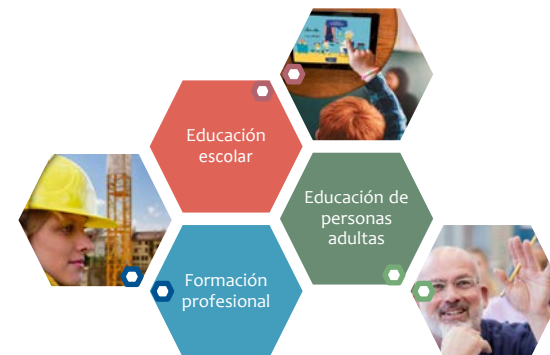 Educación
escolar
Educación de
personas
adultas
Formación
profesional